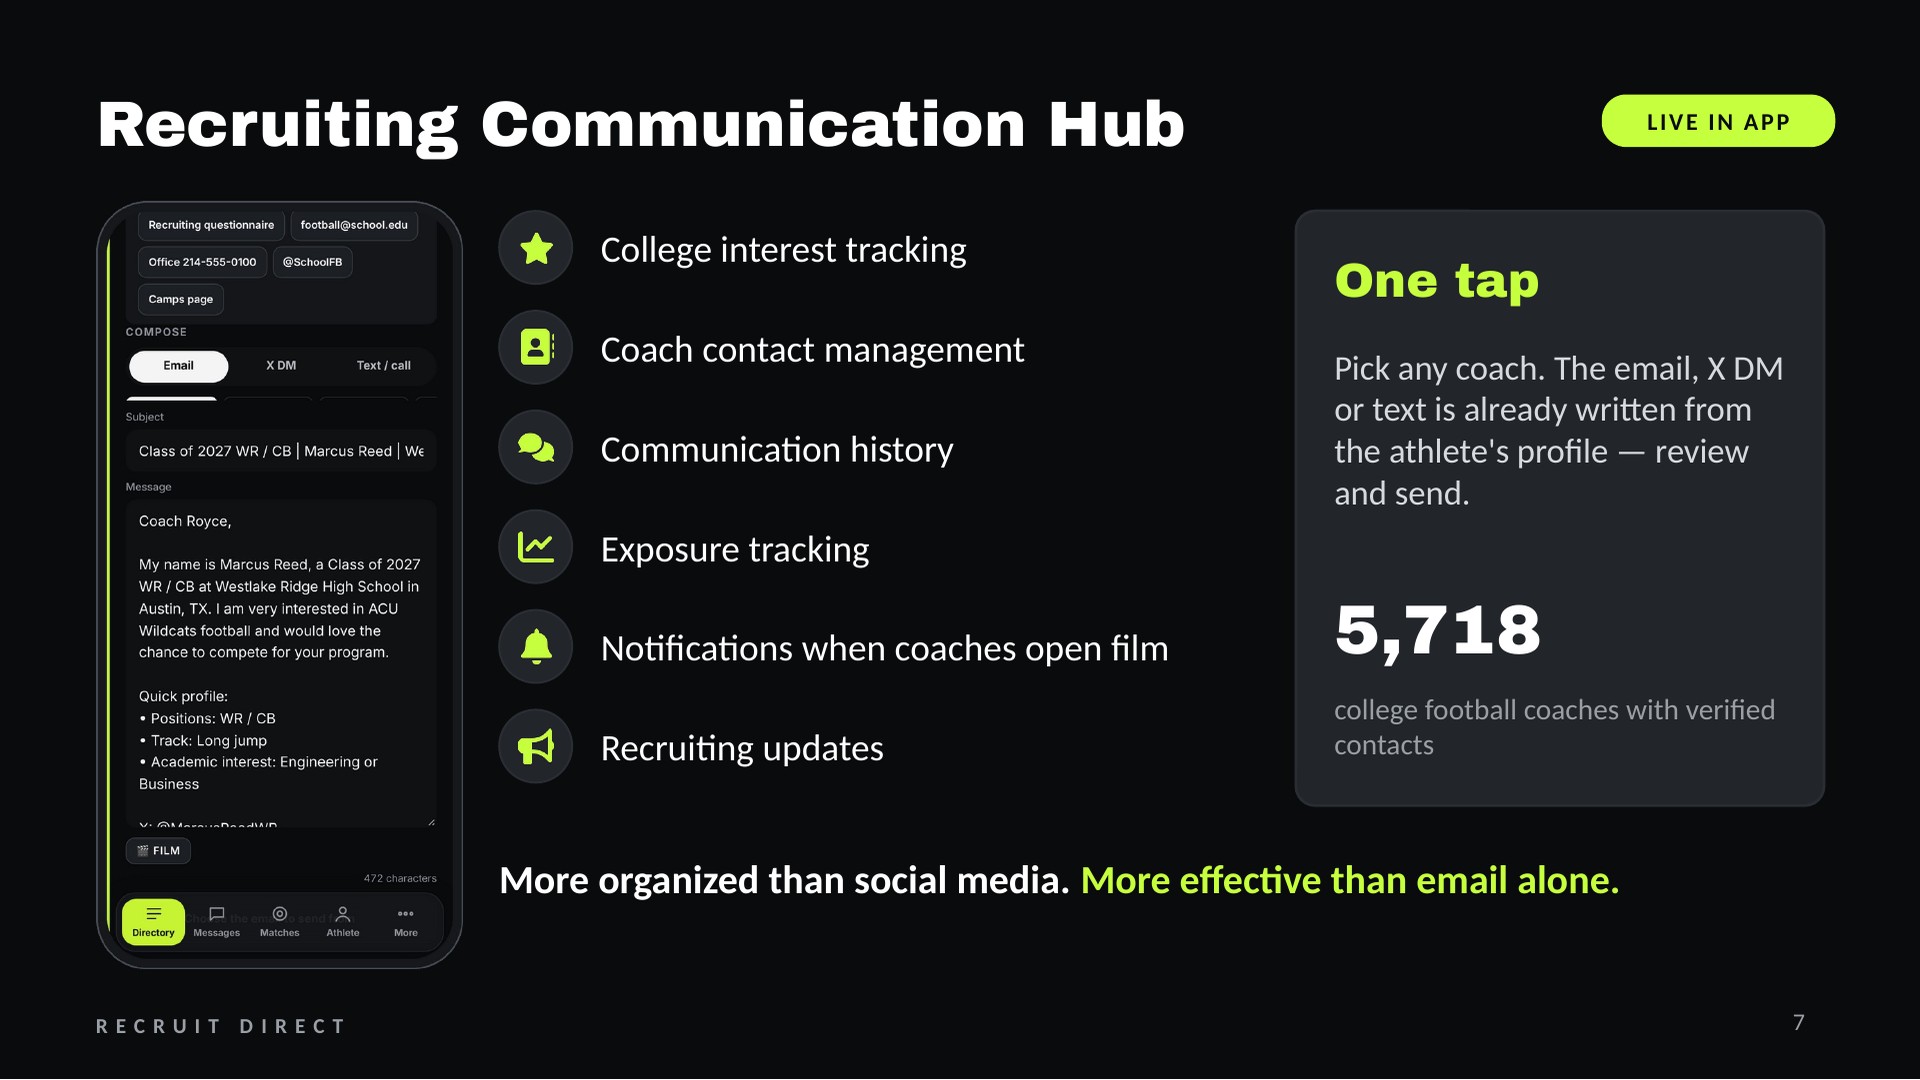 Recruiting Communication Hub
LIVE IN APP
Recruiting questionnaire
football@school.edu
Office 214-555-0100
@SchoolFB
Camps page
COMPOSE
Email
X DM
Text / call
Subject
Class of 2027 WR / CB | Marcus Reed | We
Message
Coach Royce,
My name is Marcus Reed, a Class of 2027
WR / CB at Westlake Ridge High School in
Austin, TX. I am very interested in ACU
Wildcats football and would love the
chance to compete for your program.
Quick profile:
• Positions: WR / CB
• Track: Long jump
• Academic interest: Engineering or
Business
X: @MarcusReedWR
🎬 FILM
472 characters
Directory
Messages
Matches
Athlete
More
College interest tracking
Coach contact management
Communication history
Exposure tracking
Notifications when coaches open film
Recruiting updates
One tap
Pick any coach. The email, X DM
or text is already written from
the athlete's profile — review
and send.
5,718
college football coaches with verified
contacts
More organized than social media. More effective than email alone.
RECRUIT DIRECT
7